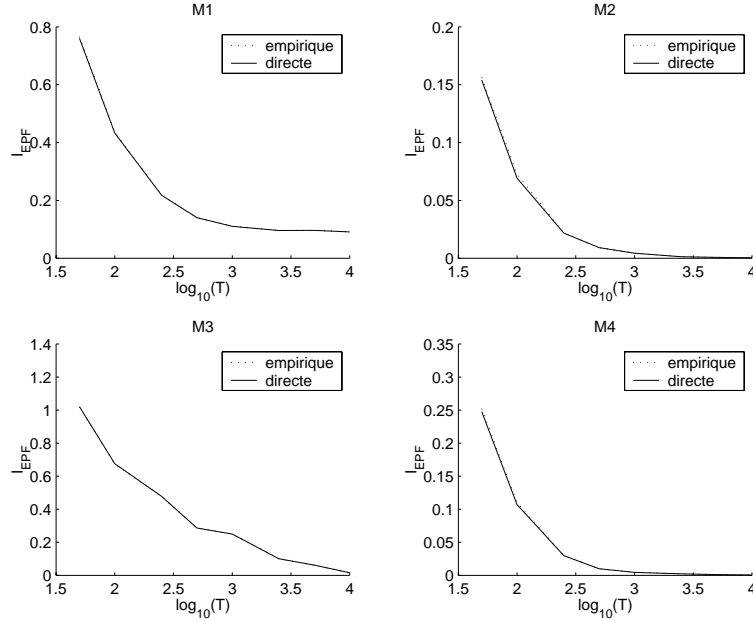 M1
0.8
0.6
0.4
0.2
0
1.5 2 2.5 3 3.5 4
I_EPF
log10(T)
empirique
directe
M2
0.2
0.15
0.1
0.05
0
1.5 2 2.5 3 3.5 4
I_EPF
log10(T)
empirique
directe
M3
1.4
1.2
1
0.8
0.6
0.4
0.2
0
1.5 2 2.5 3 3.5 4
I_EPF
log10(T)
empirique
directe
M4
0.35
0.3
0.25
0.2
0.15
0.1
0.05
0
1.5 2 2.5 3 3.5 4
I_EPF
log10(T)
empirique
directe